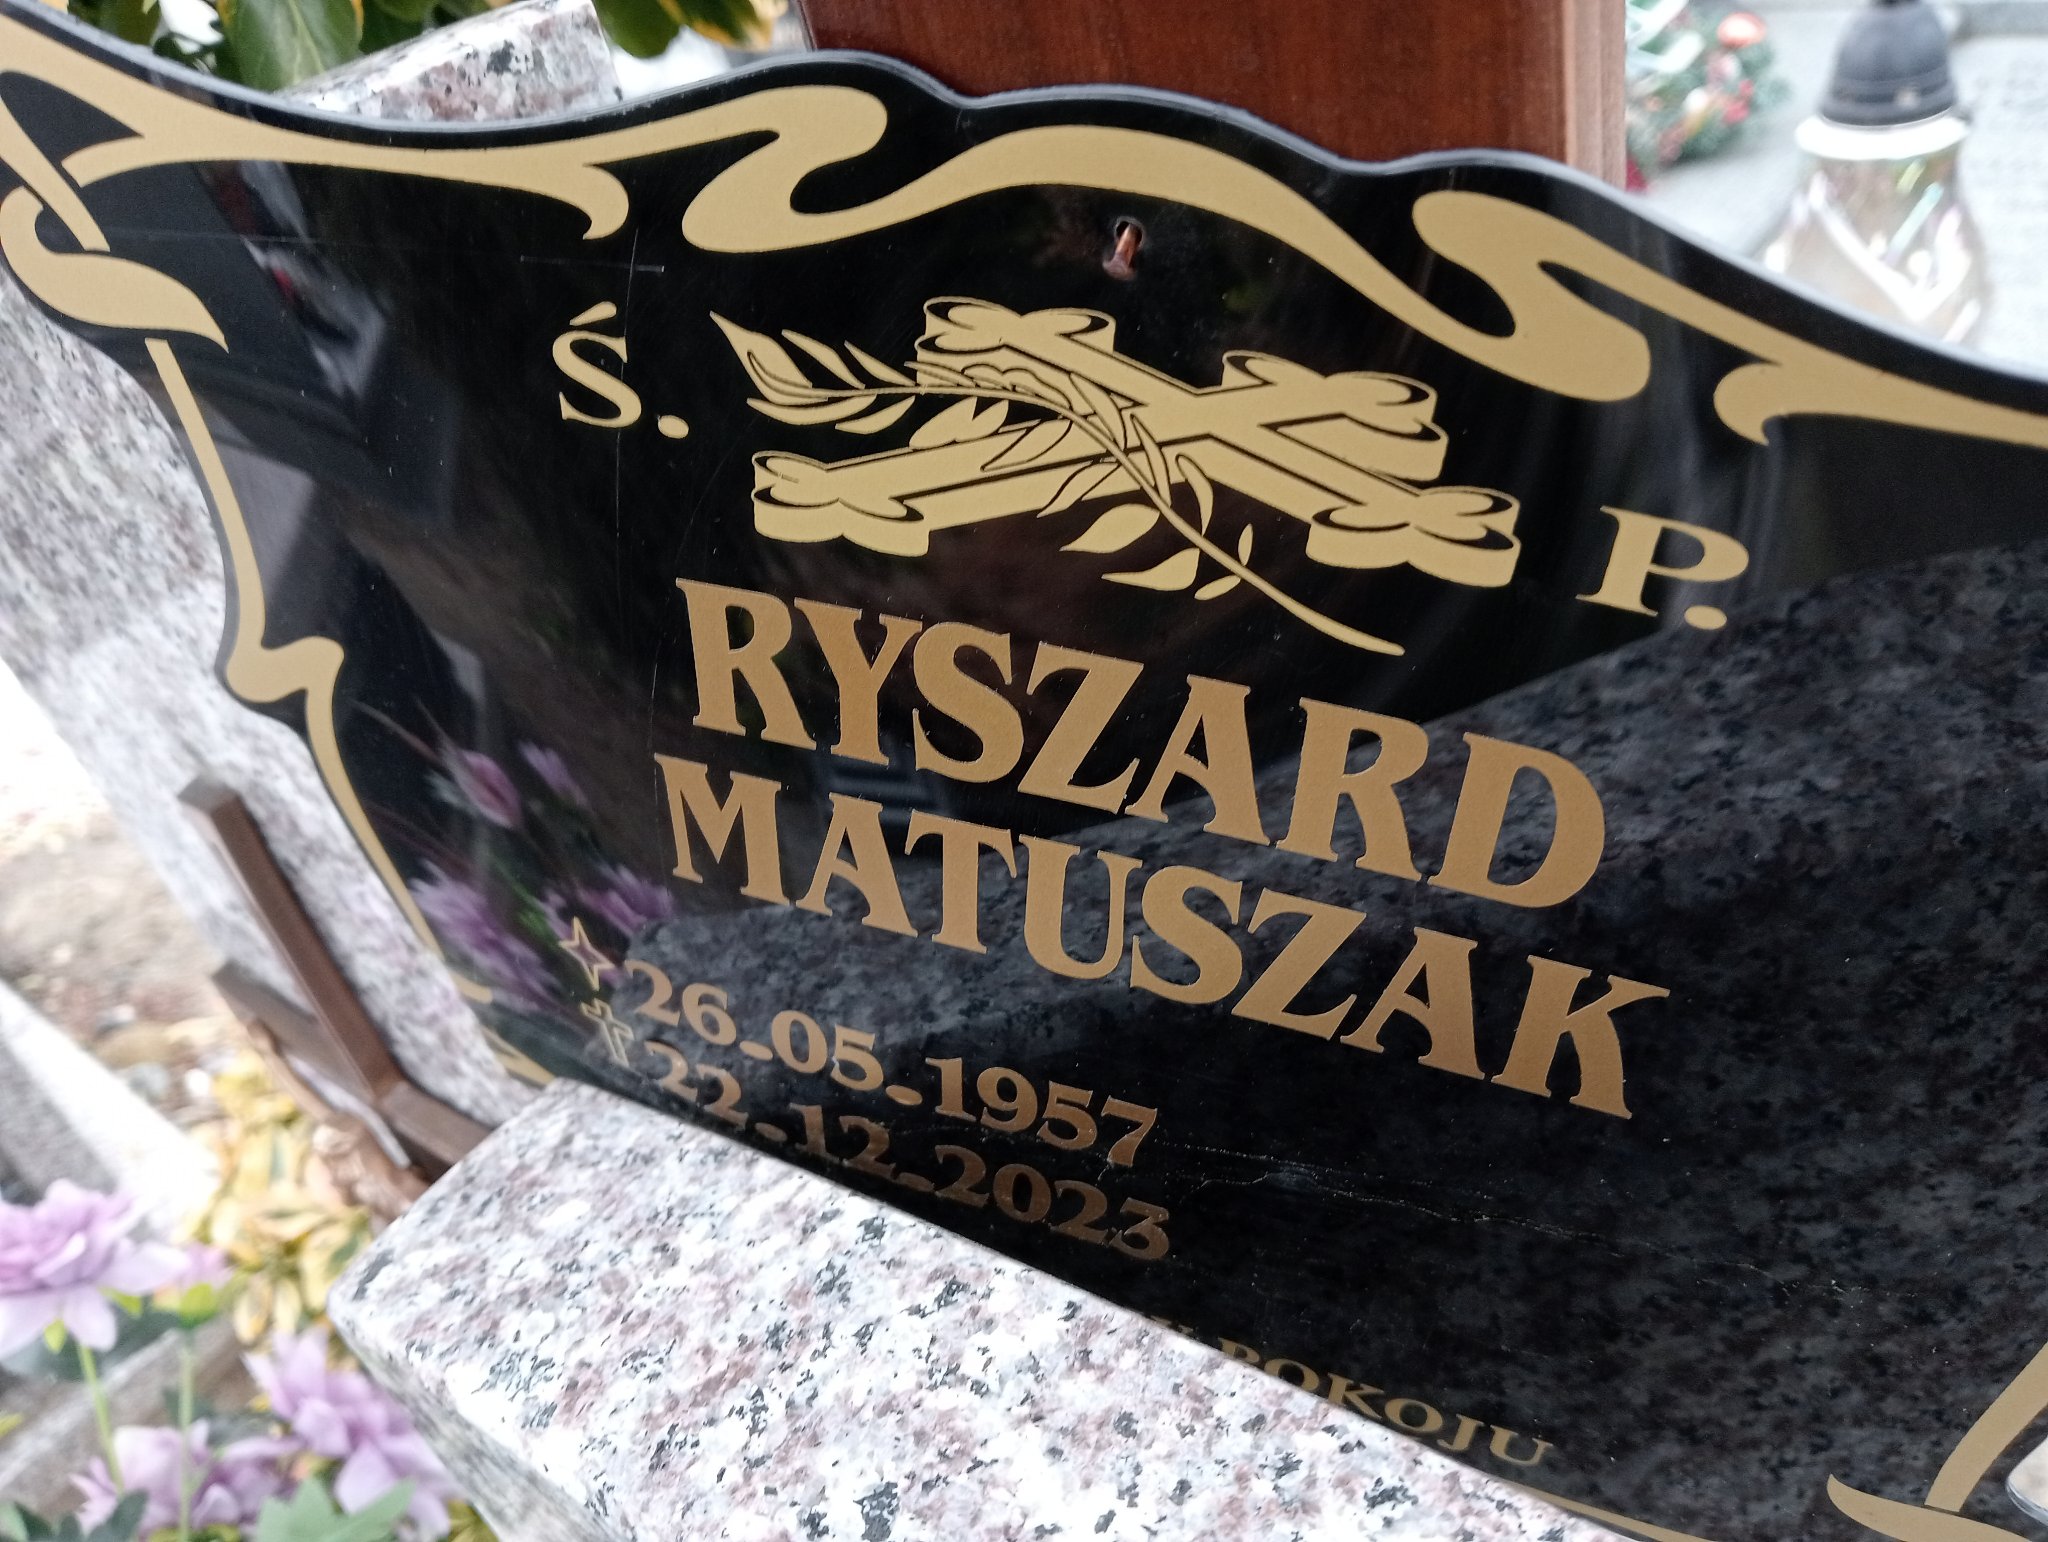 Ś. P.
RYSZARD
MATUSZAK
26.05.1957
22.12.2023
POKOJU